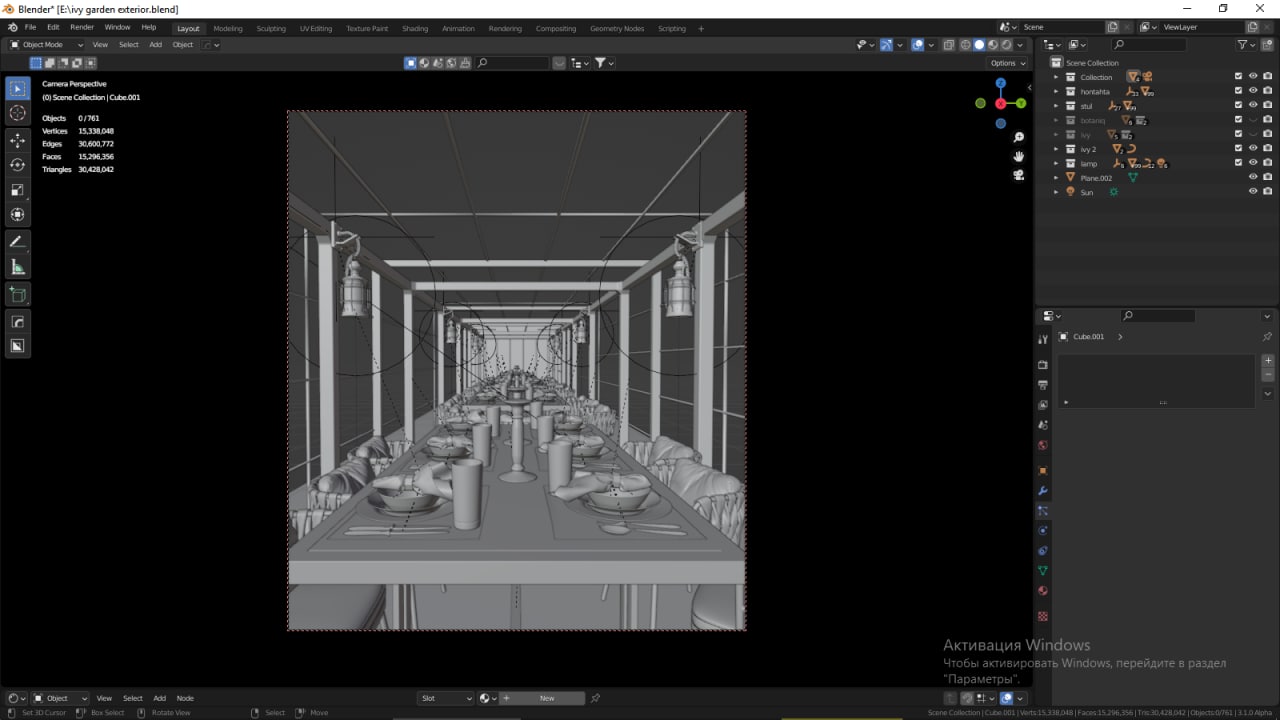 Blender* [E:\ivy garden exterior.blend]
File Edit Render Window Help Layout Modeling Sculpting UV Editing Texture Paint Shading Animation Rendering Compositing Geometry Nodes Scripting + Scene ViewLayer
Object Mode View Select Add Object
Options
Camera Perspective
(0) Scene Collection | Cube.001
Objects 0/761
Vertices 15,338,048
Edges 30,600,772
Faces 15,296,356
Triangles 30,428,042
X
Y
Z
Scene Collection
Collection
hontahta
stul
botaniq
ivy
ivy 2
lamp
Plane.002
Sun
Cube.001
Активация Windows
Чтобы активировать Windows, перейдите в раздел
"Параметры".
Object View Select Add Node Slot New
Set 3D Cursor Box Select Rotate View Select Move
Scene Collection | Cube.001 | Verts:15,338,048 | Faces:15,296,356 | Tris:30,428,042 | Objects:0/761 | 3.1.0 Alpha